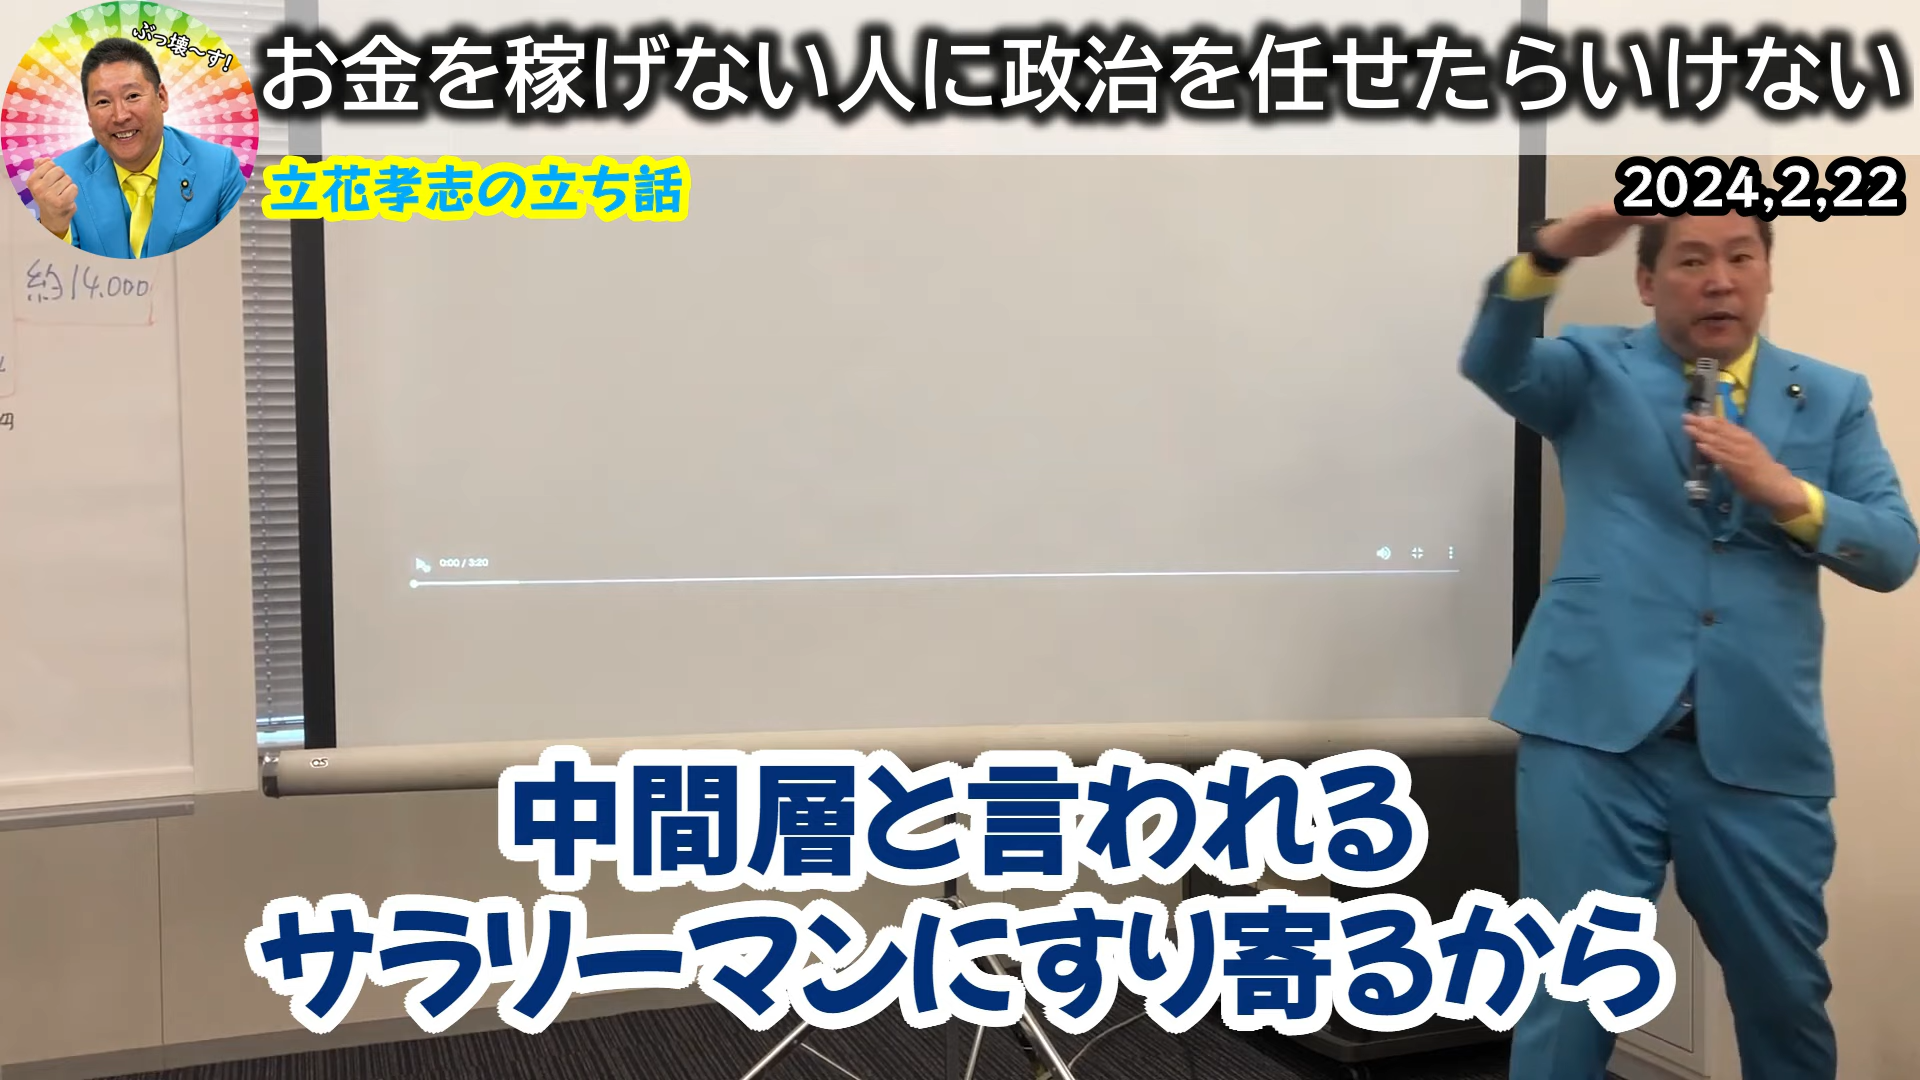 ぶっ壊～す!
お金を稼げない人に政治を任せたらいけない
立花孝志の立ち話
2024,2,22
約14.000
円
0:00 / 3:20
中間層と言われる
サラリーマンにすり寄るから